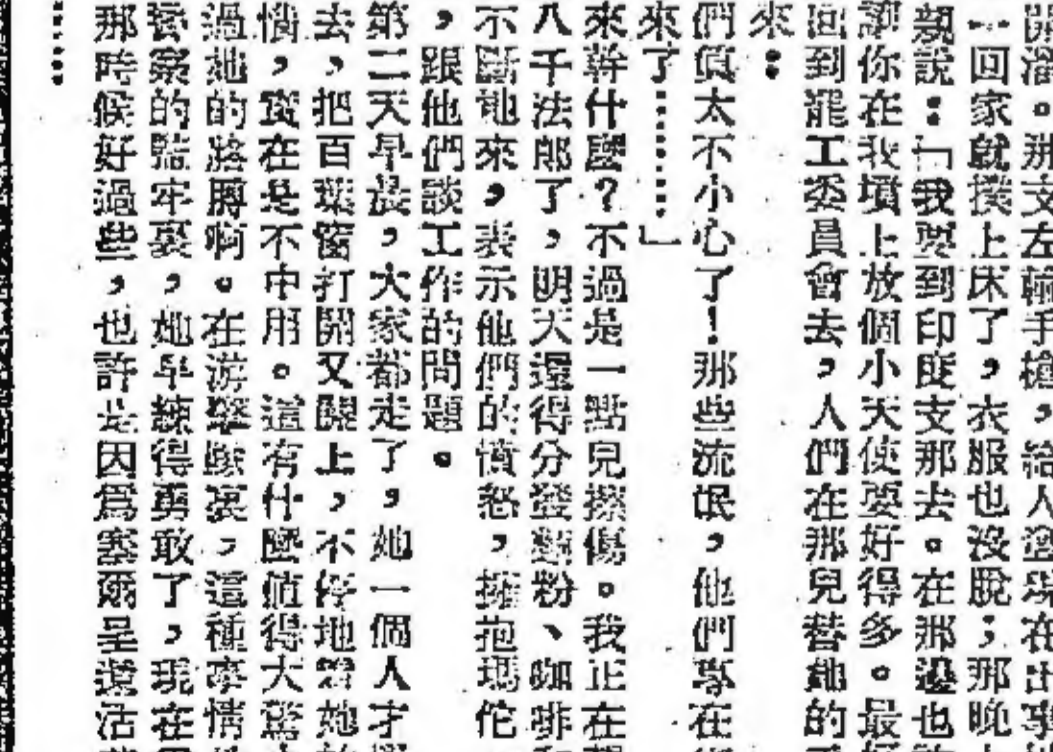 開溜。那支左輪手槍，給人發現在出事
一回家就撲上床了，衣服也沒脫；那晚
親說：「我要到印度支那去。在那邊也
讓你在我墳上放個小天使要好得多。最
回到罷工委員會去，人們在那兒替她的
來：
們真太不小心了！那些流氓，他們專在
來了……」
來幹什麼？不過是一點兒擦傷。我正在
八千法郎了，明天還得分發麵粉、咖啡
不斷地來，表示他們的憤怒，擁抱瑪佗
，跟他們談工作的問題。
第二天早晨，大家都走了，她一個人才
去，把百葉窗打開又關上，不停地 她
情，實在是不中用。這有什麼值得大驚
過她的胳膊啊。在游擊隊裏，這種事情
警察的監牢裏，她早練得勇敢了，現在
那時候好過些，也許是因爲塞爾呈還活
……